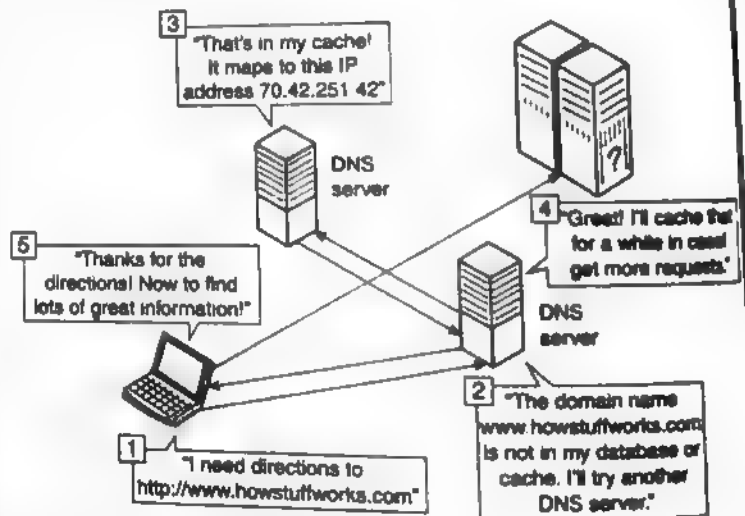 3
"That's in my cache!
It maps to this IP
address 70.42.251 42"
DNS
server
?
4
"Great! I'll cache that
for a while in case I
get more requests."
5
"Thanks for the
directions! Now to find
lots of great information!"
DNS
server
2
"The domain name
www.howstuffworks.com
is not in my database or
cache. I'll try another
DNS server."
1
"I need directions to
http://www.howstuffworks.com"